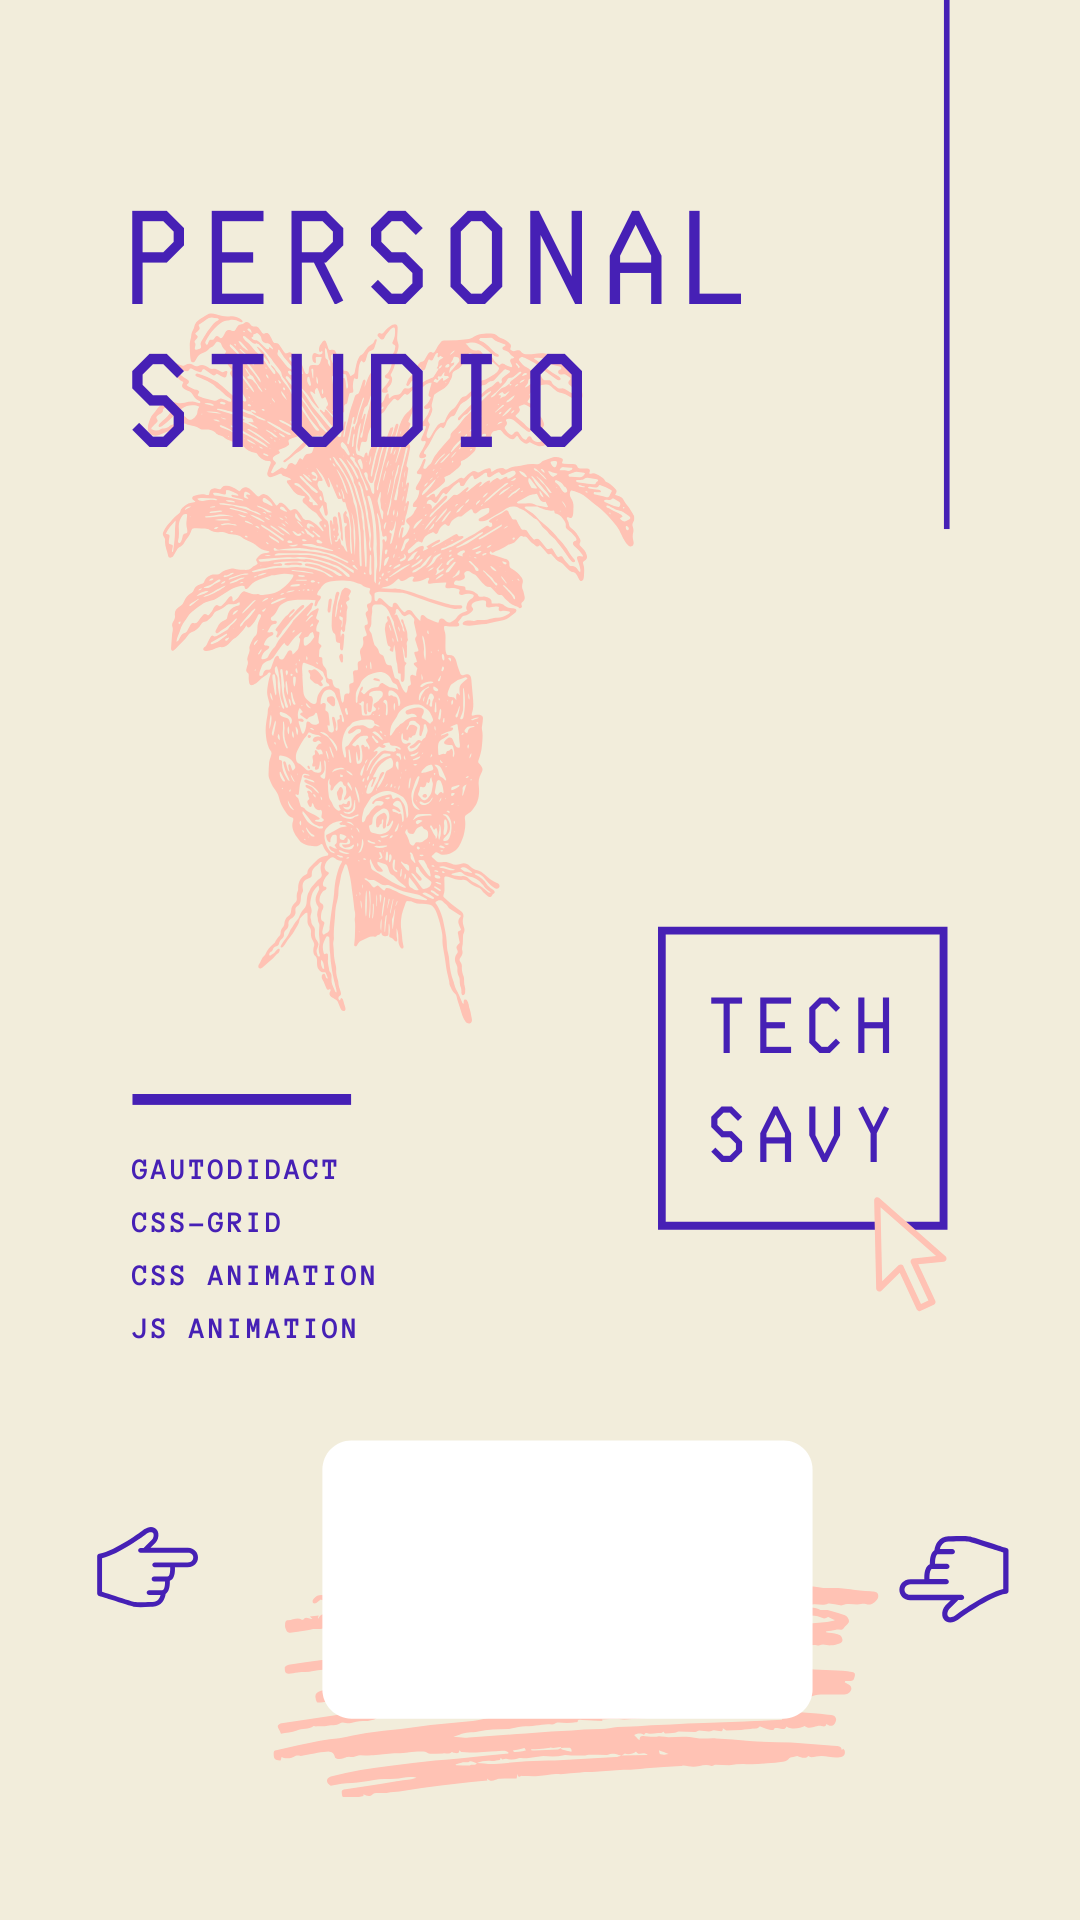 PERSONAL
STUDIO
TECH
SAVY
GAUTODIDACT
CSS–GRID
CSS ANIMATION
JS ANIMATION